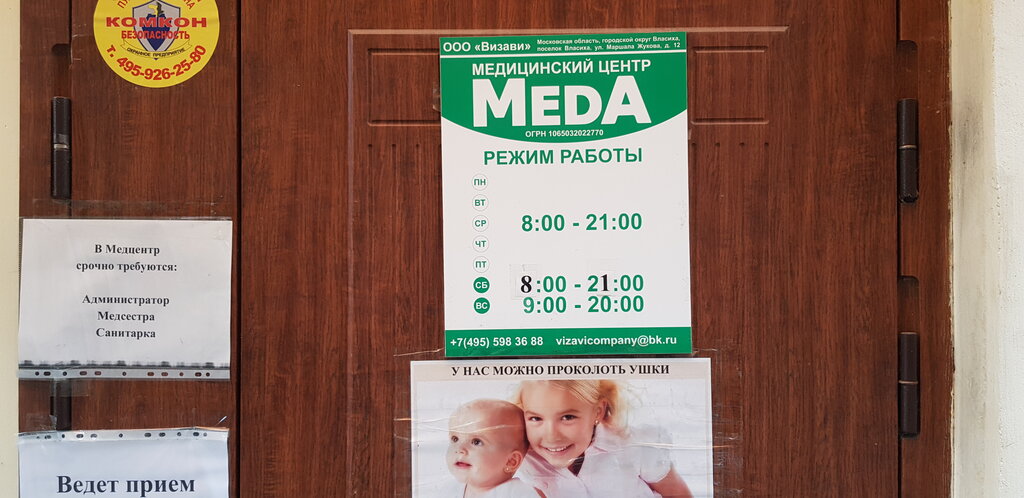 КОМКОН
БЕЗОПАСНОСТЬ
ОХРАННОЕ ПРЕДПРИЯТИЕ
т. 495-926-25-80
ООО «Визави» Московская область, городской округ Власиха,
поселок Власиха, ул. Маршала Жукова, д. 12
МЕДИЦИНСКИЙ ЦЕНТР
MEDA
ОГРН 1065032022770
РЕЖИМ РАБОТЫ
ПН
ВТ
СР 8:00 - 21:00
ЧТ
ПТ
СБ 8:00 - 21:00
ВС 9:00 - 20:00
+7(495) 598 36 88 vizavicompany@bk.ru
В Медцентр
срочно требуются:
Администратор
Медсестра
Санитарка
У НАС МОЖНО ПРОКОЛОТЬ УШКИ
Ведет прием